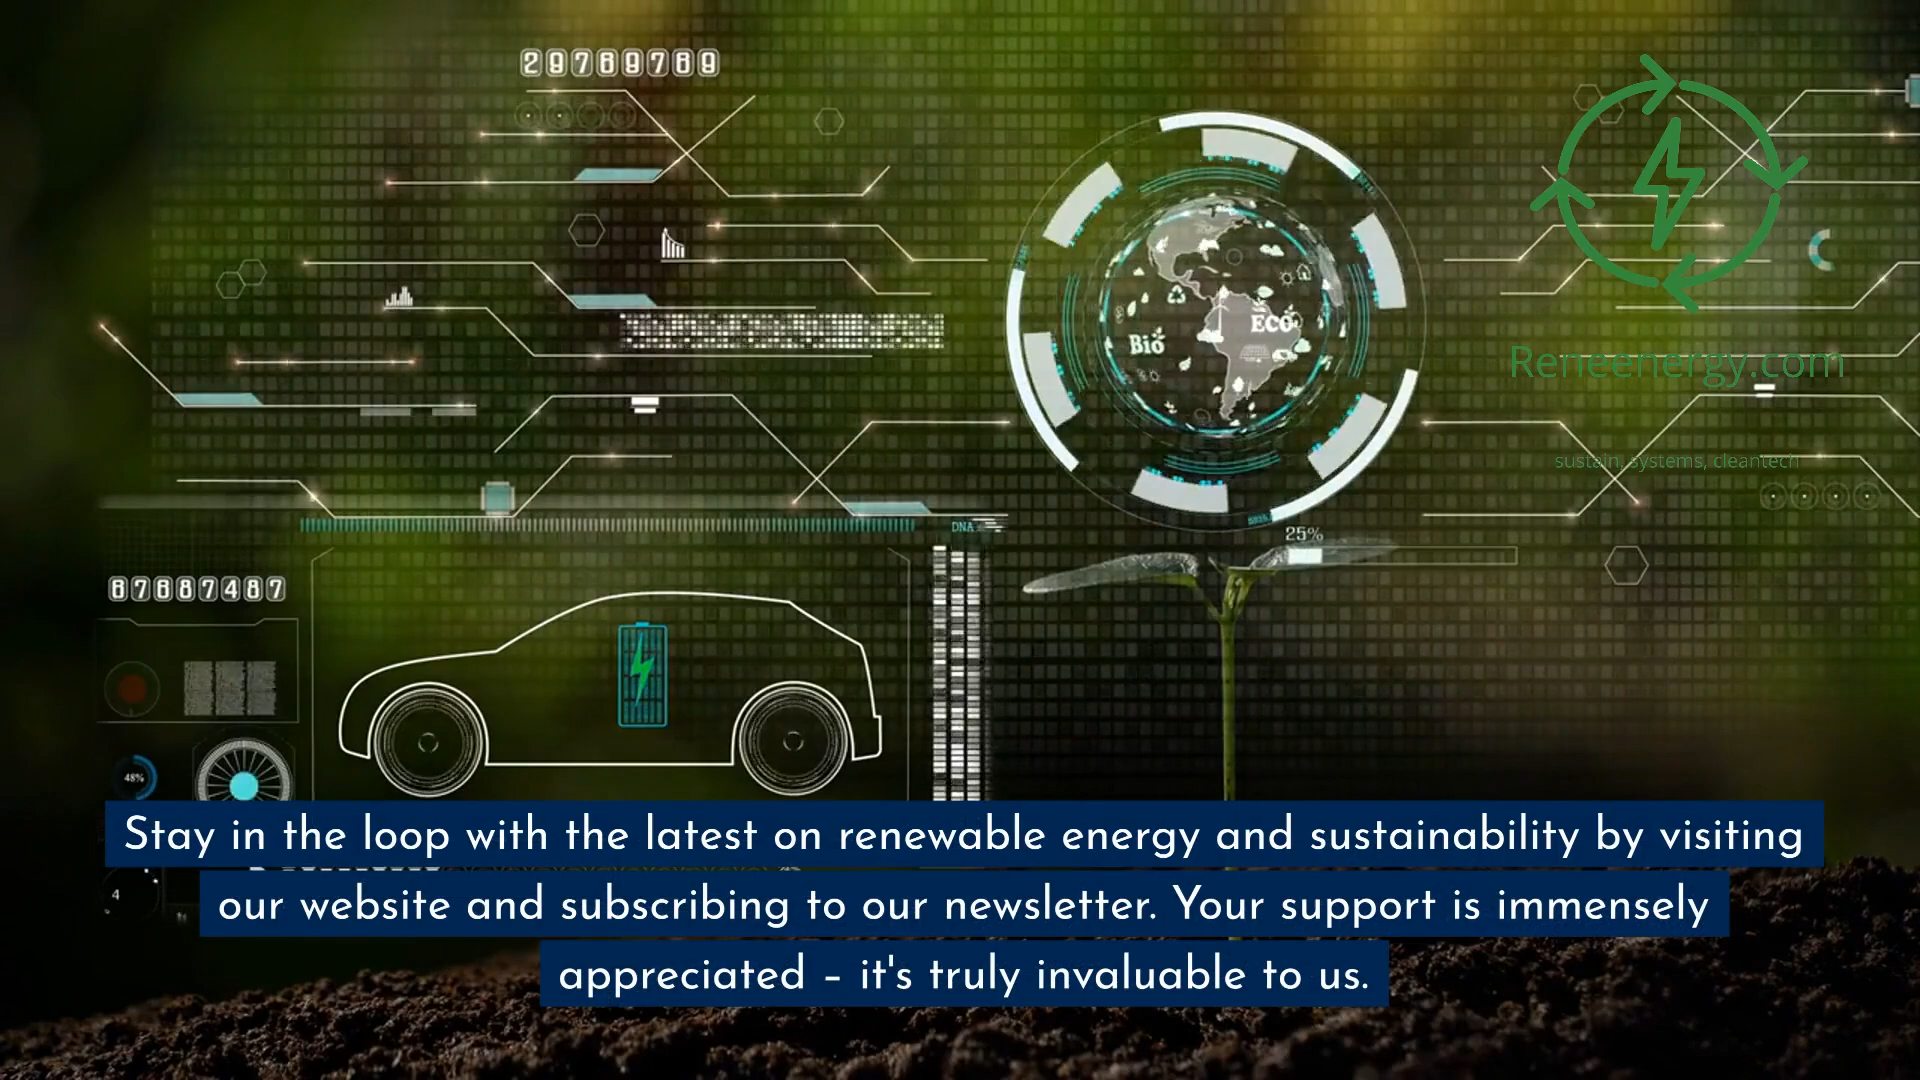 29769769
Reneenergy.com
sustain, systems, cleantech
ECO
Bio
DNA
25%
67687487
48%
Stay in the loop with the latest on renewable energy and sustainability by visiting
our website and subscribing to our newsletter. Your support is immensely
4
appreciated – it's truly invaluable to us.